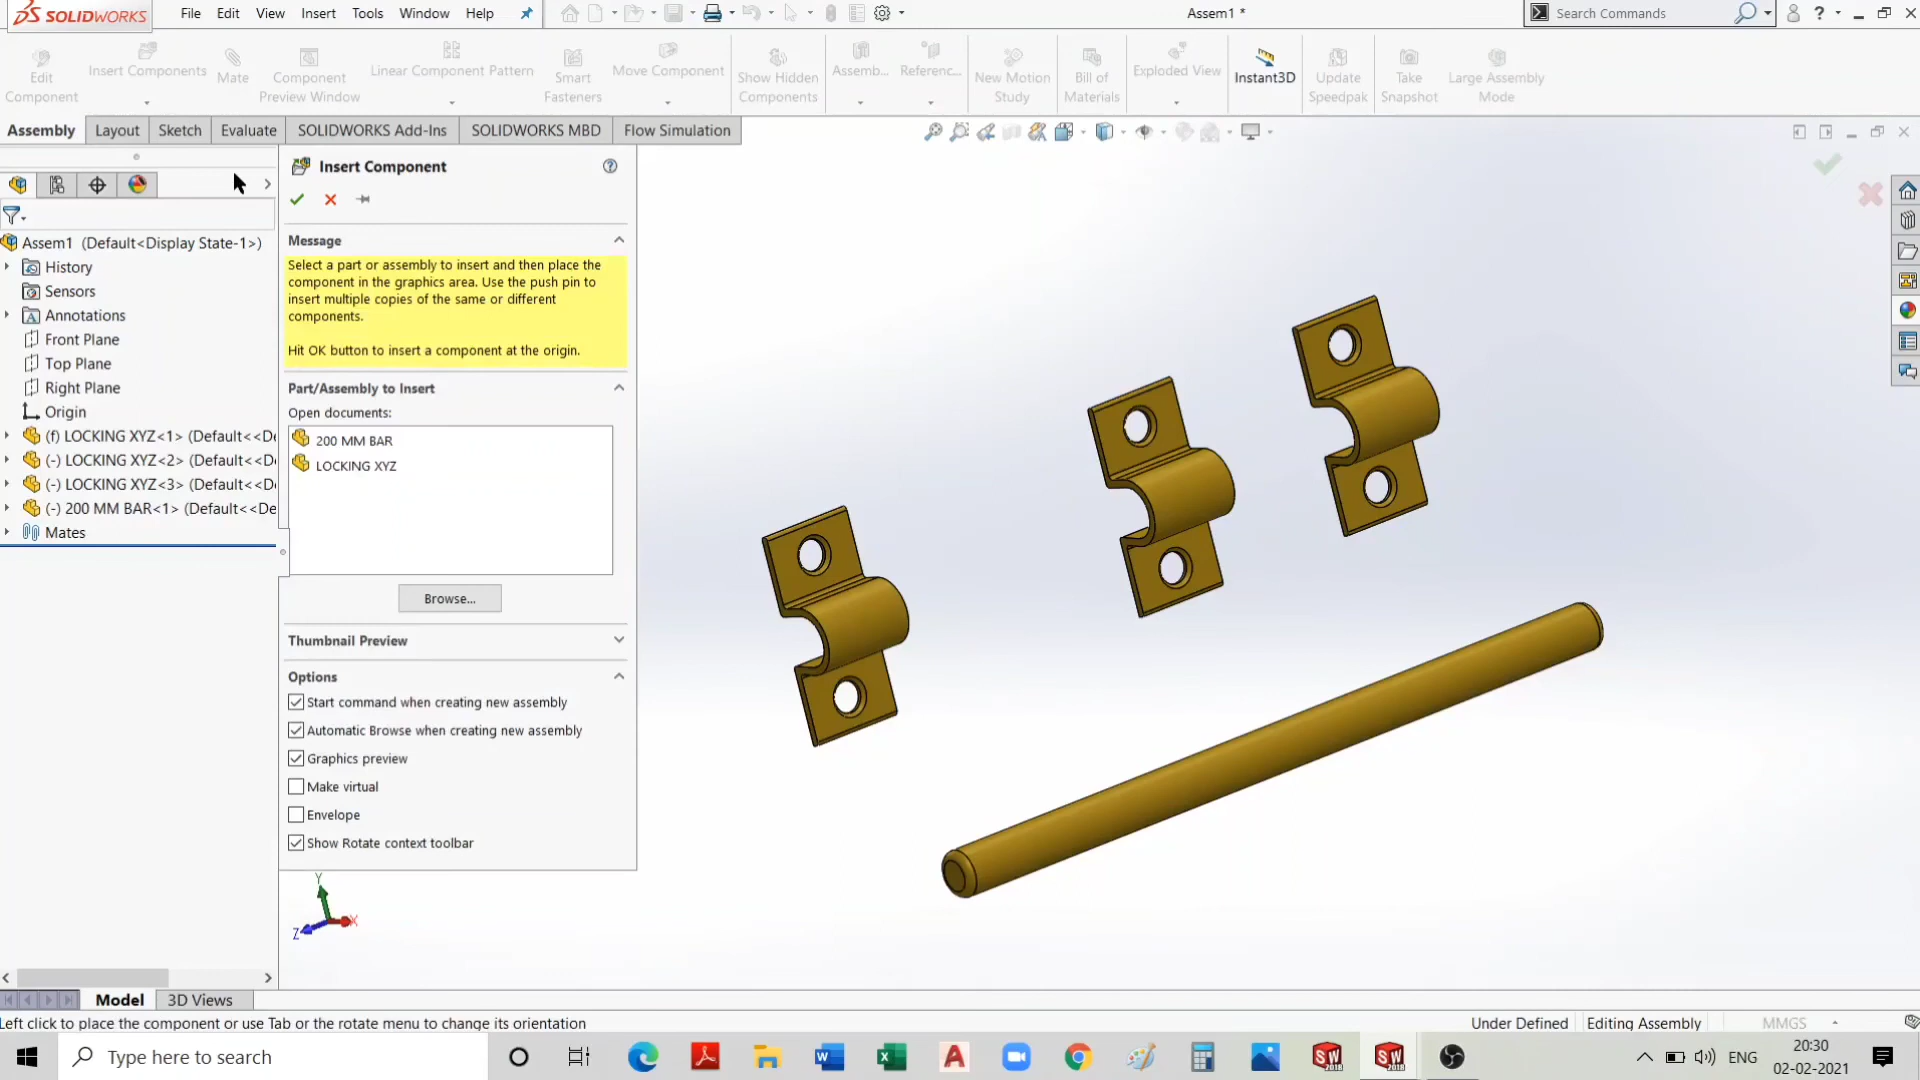 SOLIDWORKS
File Edit View Insert Tools Window Help
Assem1 *
Search Commands
Edit Component
Insert Components
Mate
Component Preview Window
Linear Component Pattern
Smart Fasteners
Move Component
Show Hidden Components
Assemb...
Referenc...
New Motion Study
Bill of Materials
Exploded View
Instant3D
Update Speedpak
Take Snapshot
Large Assembly Mode
Assembly Layout Sketch Evaluate SOLIDWORKS Add-Ins SOLIDWORKS MBD Flow Simulation
Assem1 (Default<Display State-1>)
History
Sensors
Annotations
Front Plane
Top Plane
Right Plane
Origin
(f) LOCKING XYZ<1> (Default<<De
(-) LOCKING XYZ<2> (Default<<De
(-) LOCKING XYZ<3> (Default<<De
(-) 200 MM BAR<1> (Default<<De
Mates
Insert Component
Message
Select a part or assembly to insert and then place the
component in the graphics area. Use the push pin to
insert multiple copies of the same or different
components.
Hit OK button to insert a component at the origin.
Part/Assembly to Insert
Open documents:
200 MM BAR
LOCKING XYZ
Browse...
Thumbnail Preview
Options
Start command when creating new assembly
Automatic Browse when creating new assembly
Graphics preview
Make virtual
Envelope
Show Rotate context toolbar
Y
X
Z
Model 3D Views
Left click to place the component or use Tab or the rotate menu to change its orientation
Under Defined Editing Assembly MMGS
Type here to search
ENG
20:30
02-02-2021